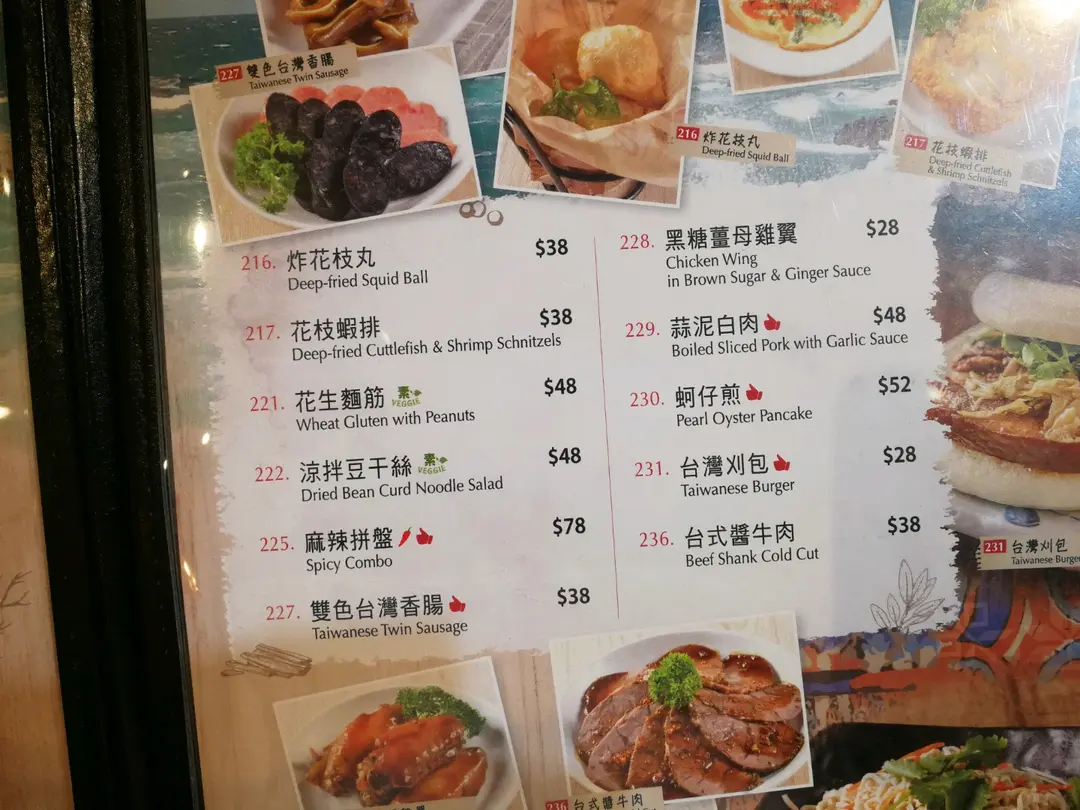 227 雙色台灣香腸
Taiwanese Twin Sausage
216 炸花枝丸
Deep-fried Squid Ball
217 花枝蝦排
Deep-fried Cuttlefish
& Shrimp Schnitzels
216. 炸花枝丸 $38
Deep-fried Squid Ball
217. 花枝蝦排 $38
Deep-fried Cuttlefish & Shrimp Schnitzels
221. 花生麵筋 素 VEGGIE $48
Wheat Gluten with Peanuts
222. 涼拌豆干絲 素 VEGGIE $48
Dried Bean Curd Noodle Salad
225. 麻辣拼盤 $78
Spicy Combo
227. 雙色台灣香腸 $38
Taiwanese Twin Sausage
228. 黑糖薑母雞翼 $28
Chicken Wing
in Brown Sugar & Ginger Sauce
229. 蒜泥白肉 $48
Boiled Sliced Pork with Garlic Sauce
230. 蚵仔煎 $52
Pearl Oyster Pancake
231. 台灣刈包 $28
Taiwanese Burger
236. 台式醬牛肉 $38
Beef Shank Cold Cut
231 台灣刈包
Taiwanese Burger
236 台式醬牛肉